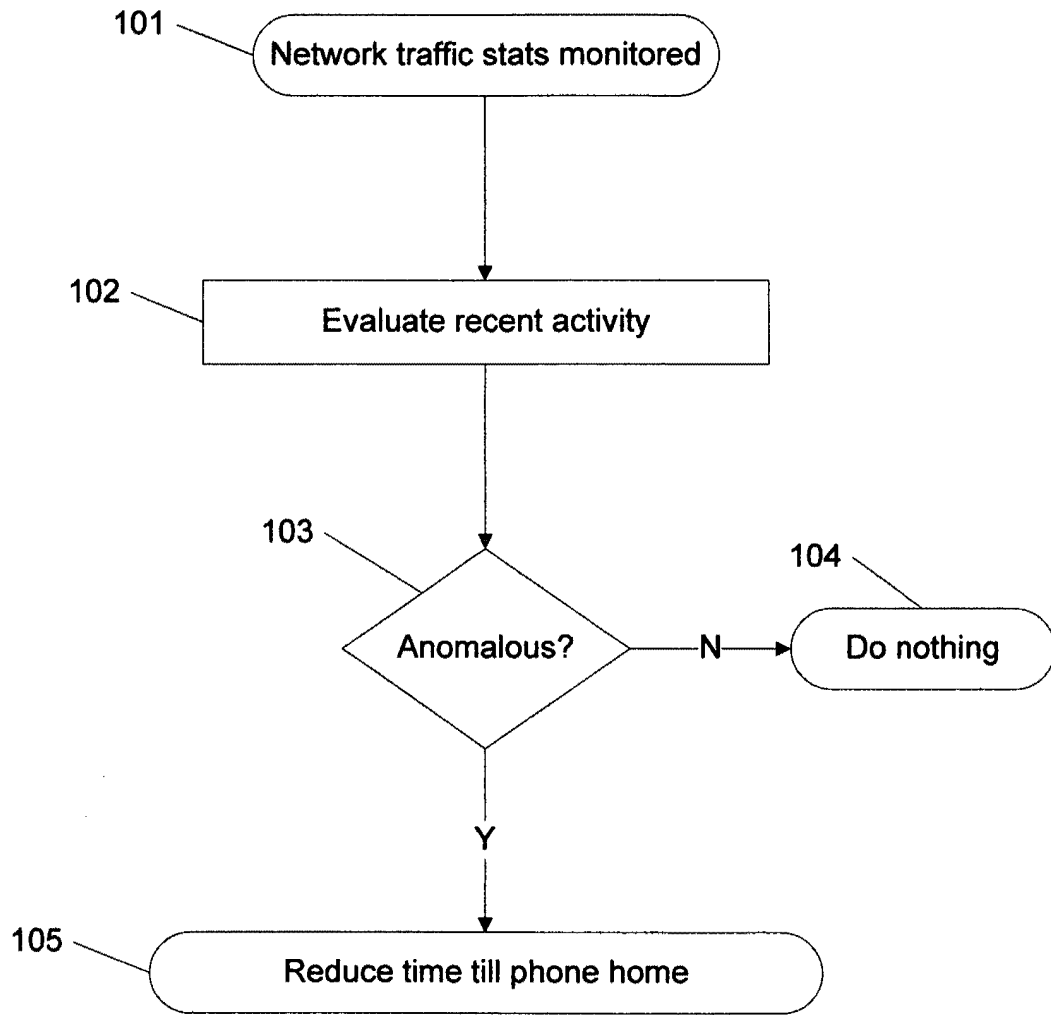 101
Network traffic stats monitored
102
Evaluate recent activity
103
104
Anomalous?
N
Do nothing
Y
105
Reduce time till phone home